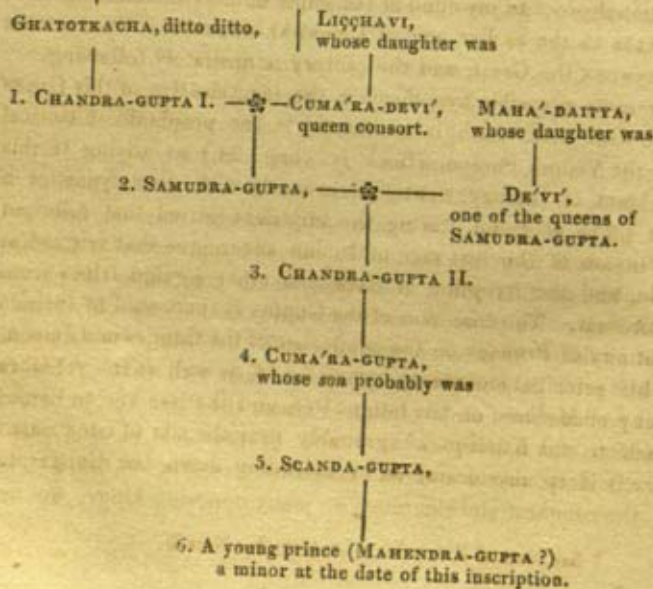 GHATOTKACHA, ditto ditto,
LIÇÇHAVI,
whose daughter was
1. CHANDRA-GUPTA I.
CUMA'RA-DEVI',
queen consort.
MAHA'-DAITYA,
whose daughter was
2. SAMUDRA-GUPTA,
DE'VI',
one of the queens of
SAMUDRA-GUPTA.
3. CHANDRA-GUPTA II.
4. CUMA'RA-GUPTA,
whose son probably was
5. SCANDA-GUPTA,
6. A young prince (MAHENDRA-GUPTA ?)
a minor at the date of this inscription.